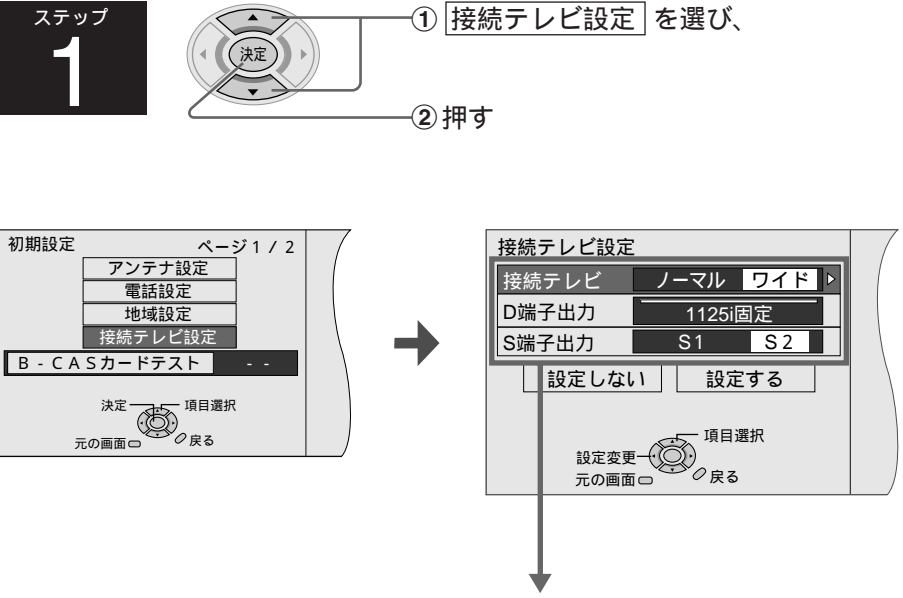 ステップ
1
① 接続テレビ設定 を選び、
決定
② 押す
初期設定 ページ1/2
アンテナ設定
電話設定
地域設定
接続テレビ設定
B-CASカードテスト --
決定 項目選択
元の画面 戻る
接続テレビ設定
接続テレビ ノーマル ワイド
D端子出力 1125i固定
S端子出力 S1 S2
設定しない 設定する
項目選択
設定変更
元の画面 戻る